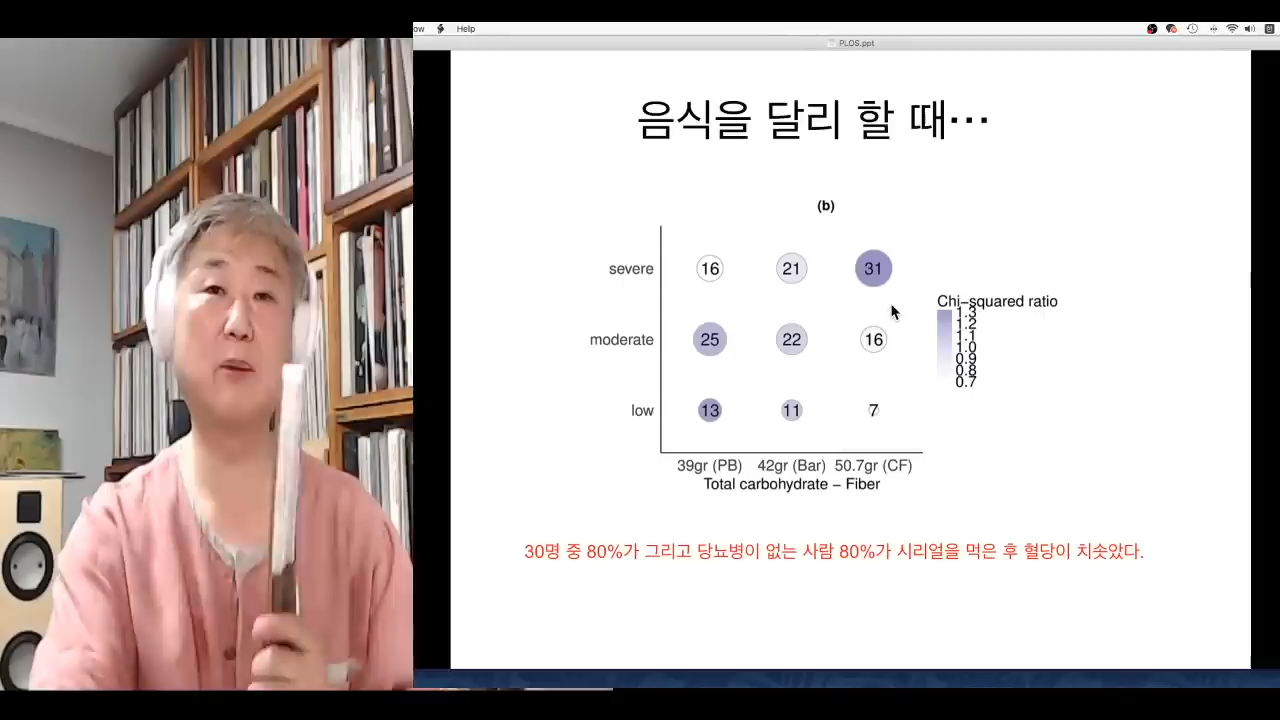 ow Help
PLOS.ppt
음식을 달리 할 때…
(b)
severe 16 21 31
Chi-squared ratio
1.3
1.2
1.1
moderate 25 22 16
1.0
0.9
0.8
0.7
low 13 11 7
39gr (PB) 42gr (Bar) 50.7gr (CF)
Total carbohydrate − Fiber
30명 중 80%가 그리고 당뇨병이 없는 사람 80%가 시리얼을 먹은 후 혈당이 치솟았다.